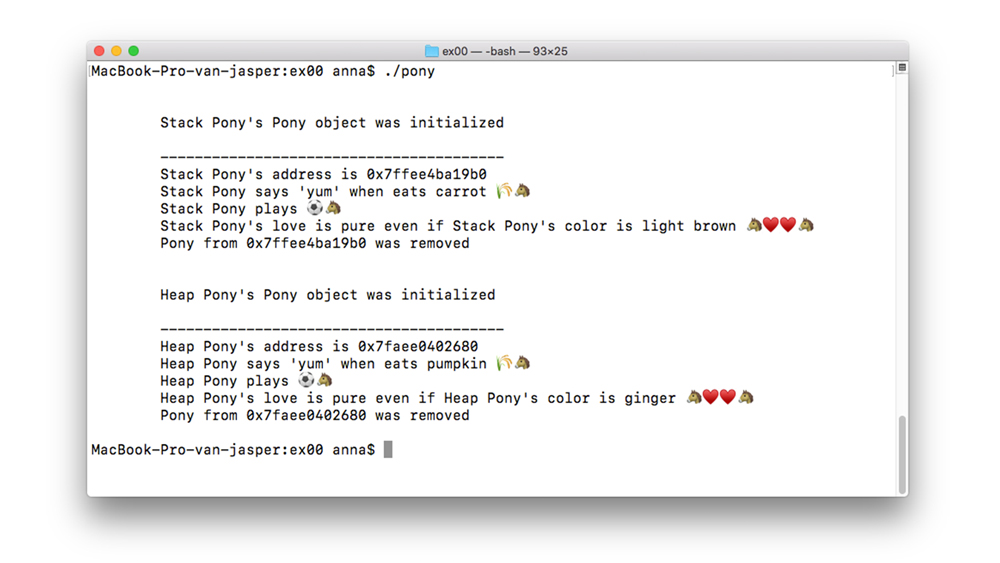 ex00 — -bash — 93×25
MacBook-Pro-van-jasper:ex00 anna$ ./pony
Stack Pony's Pony object was initialized
----------------------------------------
Stack Pony's address is 0x7ffee4ba19b0
Stack Pony says 'yum' when eats carrot 🌾🐴
Stack Pony plays ⚽🐴
Stack Pony's love is pure even if Stack Pony's color is light brown 🐴♥️♥️🐴
Pony from 0x7ffee4ba19b0 was removed
Heap Pony's Pony object was initialized
----------------------------------------
Heap Pony's address is 0x7faee0402680
Heap Pony says 'yum' when eats pumpkin 🌾🐴
Heap Pony plays ⚽🐴
Heap Pony's love is pure even if Heap Pony's color is ginger 🐴♥️♥️🐴
Pony from 0x7faee0402680 was removed
MacBook-Pro-van-jasper:ex00 anna$